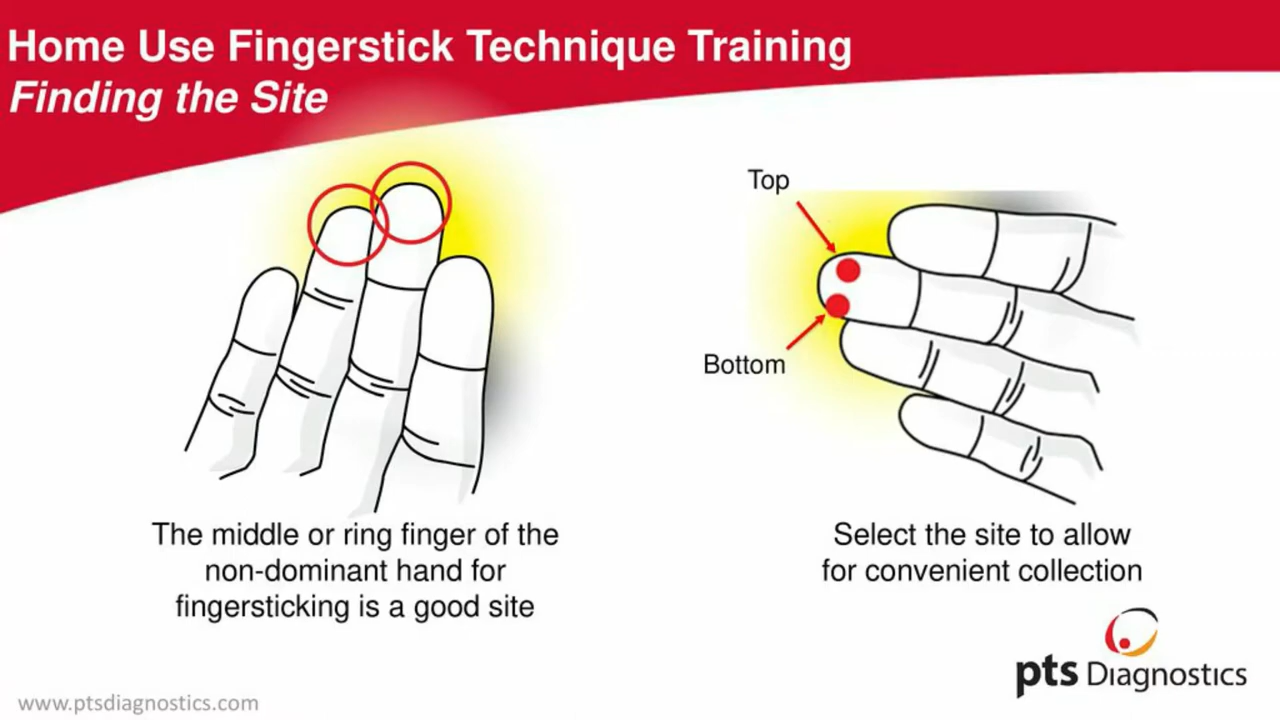 Home Use Fingerstick Technique Training
Finding the Site
Top
Bottom
The middle or ring finger of the
non-dominant hand for
fingersticking is a good site
Select the site to allow
for convenient collection
pts Diagnostics
www.ptsdiagnostics.com